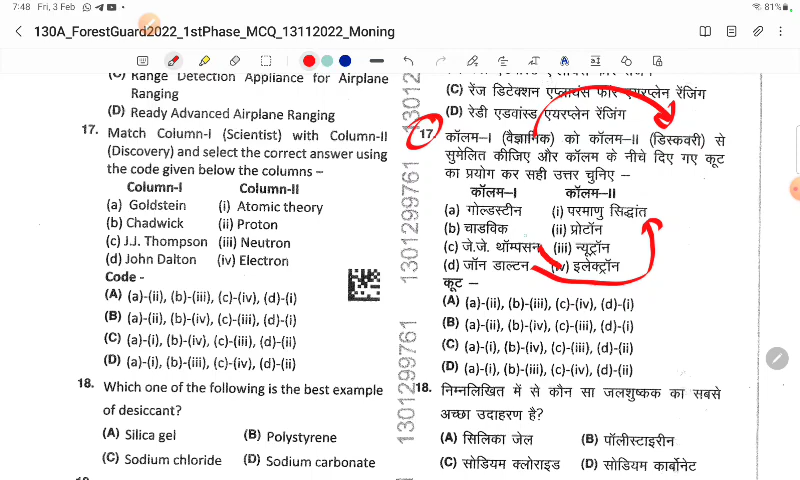 7:48 Fri, 3 Feb
81%
130A_ForestGuard2022_1stPhase_MCQ_13112022_Moning
(C) Range Detection Appliance for Airplane
Ranging
(D) Ready Advanced Airplane Ranging
17. Match Column-I (Scientist) with Column-II
(Discovery) and select the correct answer using
the code given below the columns –
Column-I Column-II
(a) Goldstein (i) Atomic theory
(b) Chadwick (ii) Proton
(c) J.J. Thompson (iii) Neutron
(d) John Dalton (iv) Electron
Code -
(A) (a)-(ii), (b)-(iii), (c)-(iv), (d)-(i)
(B) (a)-(ii), (b)-(iv), (c)-(iii), (d)-(i)
(C) (a)-(i), (b)-(iv), (c)-(iii), (d)-(ii)
(D) (a)-(i), (b)-(iii), (c)-(iv), (d)-(ii)
18. Which one of the following is the best example
of desiccant?
(A) Silica gel (B) Polystyrene
(C) Sodium chloride (D) Sodium carbonate
13012
1301299761
1301299761
(C) रेंज डिटेक्शन एप्लायंस फॉर एयरप्लेन रेंजिंग
(D) रेडी एडवांस्ड एयरप्लेन रेंजिंग
17 कॉलम–I (वैज्ञानिक) को कॉलम–II (डिस्कवरी) से
सुमेलित कीजिए और कॉलम के नीचे दिए गए कूट
का प्रयोग कर सही उत्तर चुनिए –
कॉलम–I कॉलम–II
(a) गोल्डस्टीन (i) परमाणु सिद्धांत
(b) चाडविक (ii) प्रोटॉन
(c) जे.जे. थॉम्पसन (iii) न्यूट्रॉन
(d) जॉन डाल्टन (iv) इलेक्ट्रॉन
कूट –
(A) (a)-(ii), (b)-(iii), (c)-(iv), (d)-(i)
(B) (a)-(ii), (b)-(iv), (c)-(iii), (d)-(i)
(C) (a)-(i), (b)-(iv), (c)-(iii), (d)-(ii)
(D) (a)-(i), (b)-(iii), (c)-(iv), (d)-(ii)
18. निम्नलिखित में से कौन सा जलशुष्कक का सबसे
अच्छा उदाहरण है?
(A) सिलिका जेल (B) पॉलीस्टाइरीन
(C) सोडियम क्लोराइड (D) सोडियम कार्बोनेट